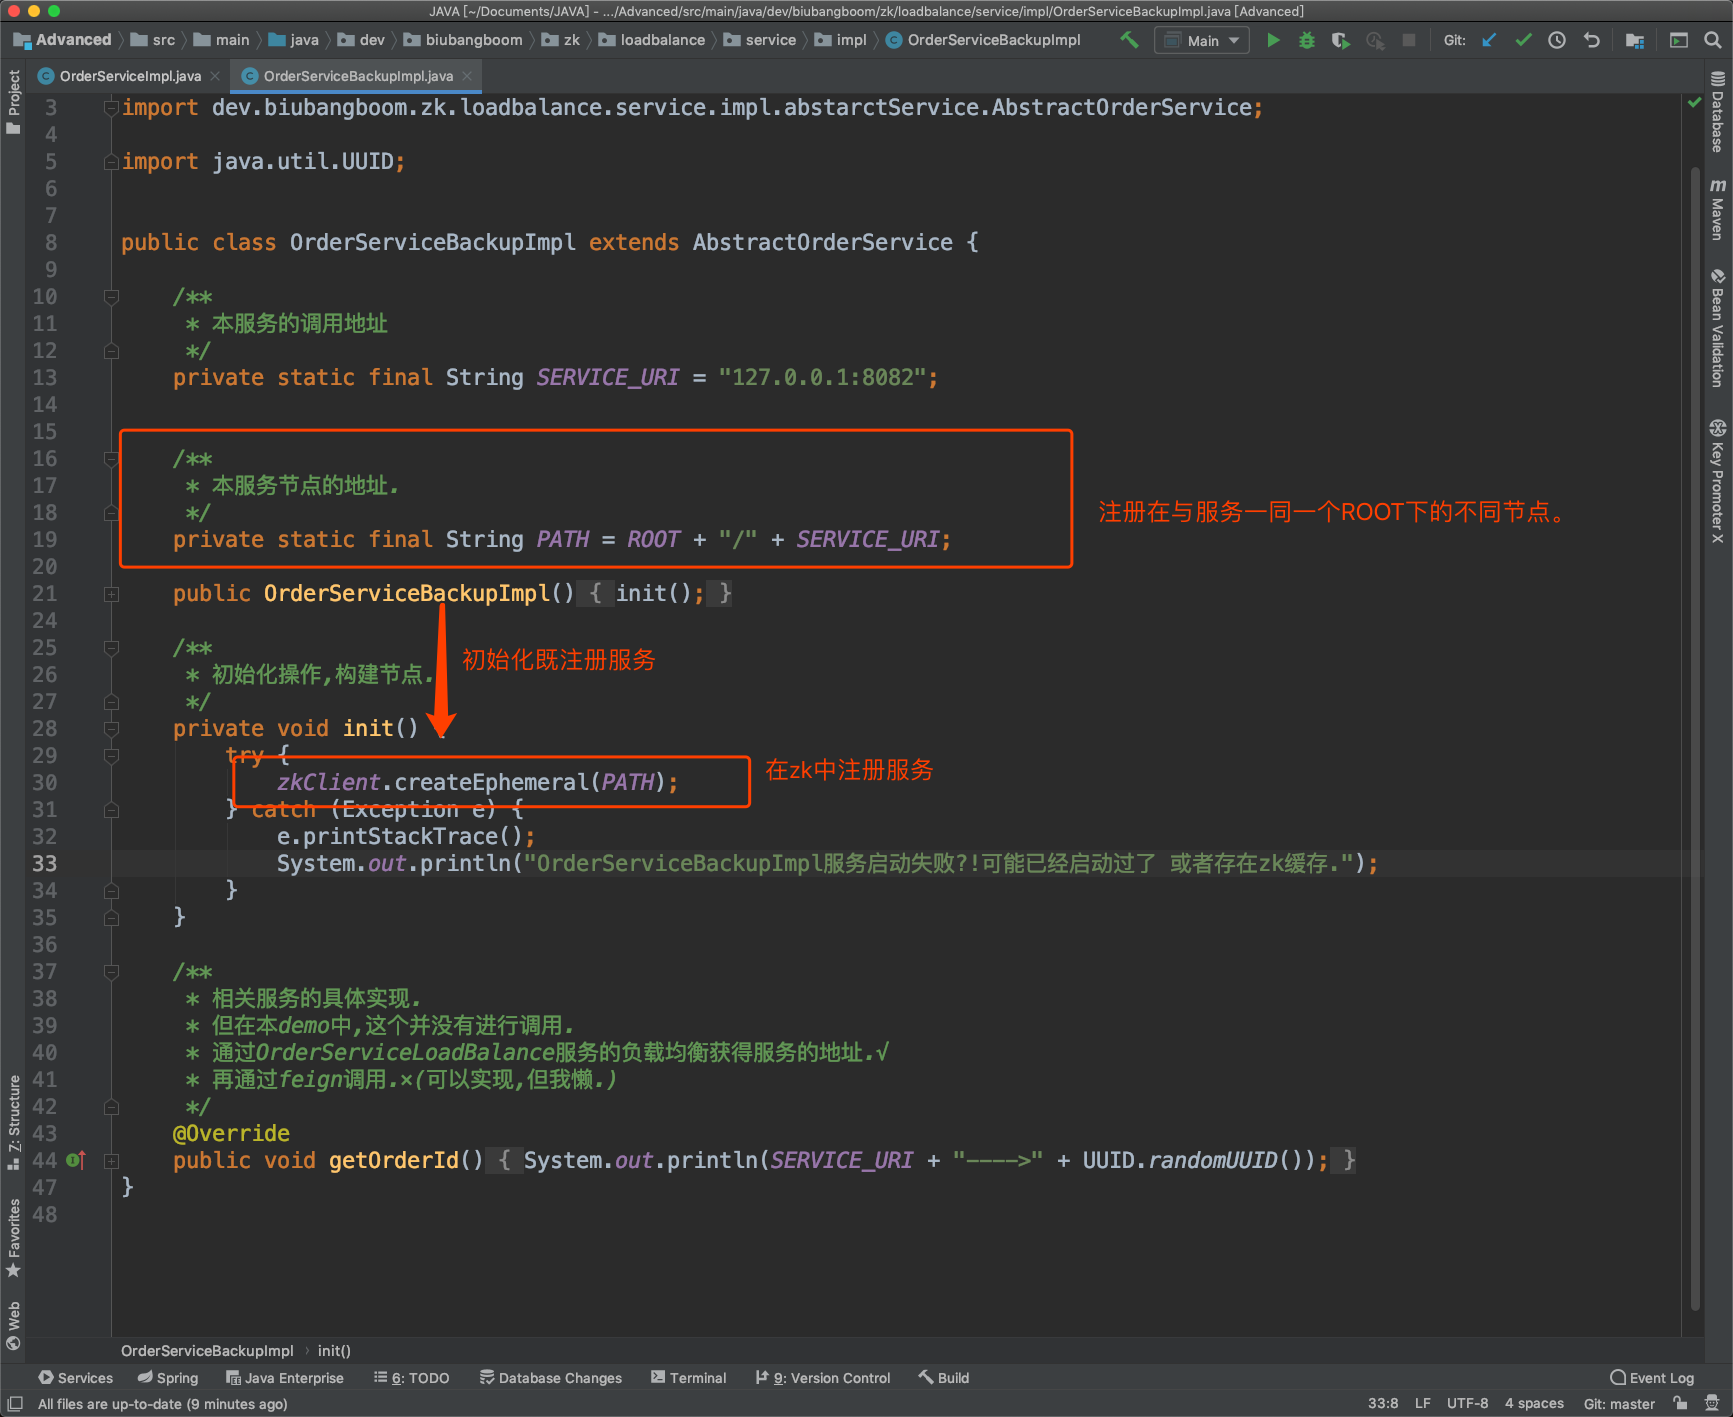 JAVA [~/Documents/JAVA] - .../Advanced/src/main/java/dev/biubangboom/zk/loadbalance/service/impl/OrderServiceBackupImpl.java [Advanced]
Advanced src main java dev biubangboom zk loadbalance service impl OrderServiceBackupImpl Main Git:
OrderServiceImpl.java OrderServiceBackupImpl.java
Project
Database
Maven
Bean Validation
Key Promoter X
3 import dev.biubangboom.zk.loadbalance.service.impl.abstarctService.AbstractOrderService;
4
5 import java.util.UUID;
6
7
8 public class OrderServiceBackupImpl extends AbstractOrderService {
9
10 /**
11 * 本服务的调用地址
12 */
13 private static final String SERVICE_URI = "127.0.0.1:8082";
14
15
16 /**
17 * 本服务节点的地址.
18 */
注册在与服务一同一个ROOT下的不同节点。
19 private static final String PATH = ROOT + "/" + SERVICE_URI;
20
21 public OrderServiceBackupImpl() { init(); }
24
25 /**
初始化既注册服务
26 * 初始化操作,构建节点.
27 */
28 private void init() {
29 try {
在zk中注册服务
30 zkClient.createEphemeral(PATH);
31 } catch (Exception e) {
32 e.printStackTrace();
33 System.out.println("OrderServiceBackupImpl服务启动失败?!可能已经启动过了 或者存在zk缓存.");
34 }
35 }
36
37 /**
38 * 相关服务的具体实现.
39 * 但在本demo中,这个并没有进行调用.
40 * 通过OrderServiceLoadBalance服务的负载均衡获得服务的地址.√
41 * 再通过feign调用.×(可以实现,但我懒.)
42 */
43 @Override
44 public void getOrderId() { System.out.println(SERVICE_URI + "---->" + UUID.randomUUID()); }
47 }
48
Z: Structure
Favorites
Web
OrderServiceBackupImpl › init()
Services Spring Java Enterprise 6: TODO Database Changes Terminal 9: Version Control Build Event Log
All files are up-to-date (9 minutes ago) 33:8 LF UTF-8 4 spaces Git: master